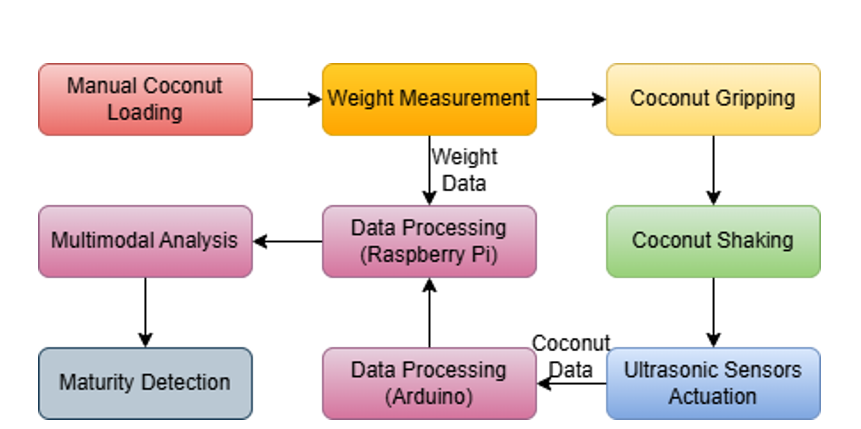 Manual Coconut
Loading
Weight Measurement
Coconut Gripping
Weight
Data
Multimodal Analysis
Data Processing
(Raspberry Pi)
Coconut Shaking
Maturity Detection
Data Processing
(Arduino)
Coconut
Data
Ultrasonic Sensors
Actuation